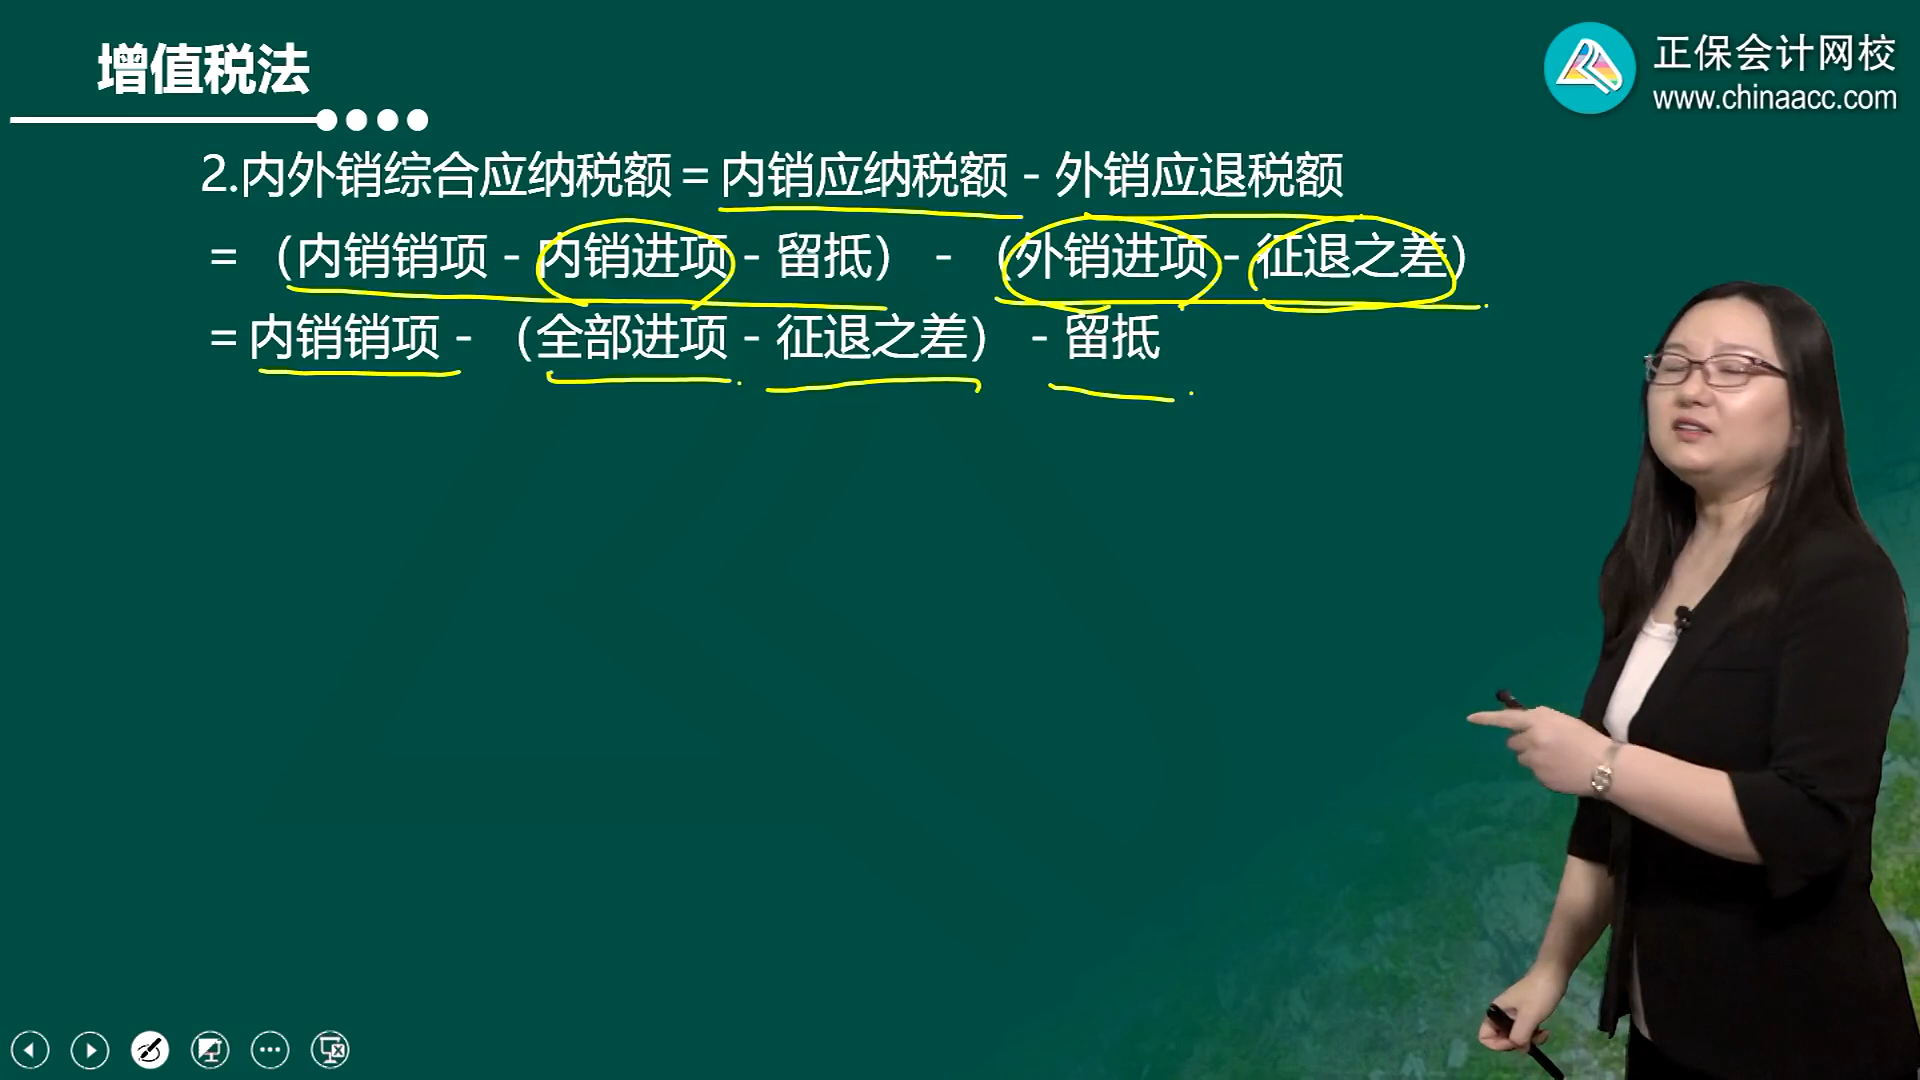 增值税法
正保会计网校
www.chinaacc.com
2.内外销综合应纳税额=内销应纳税额-外销应退税额
=（内销销项-内销进项-留抵）-（外销进项-征退之差）
=内销销项-（全部进项-征退之差）-留抵